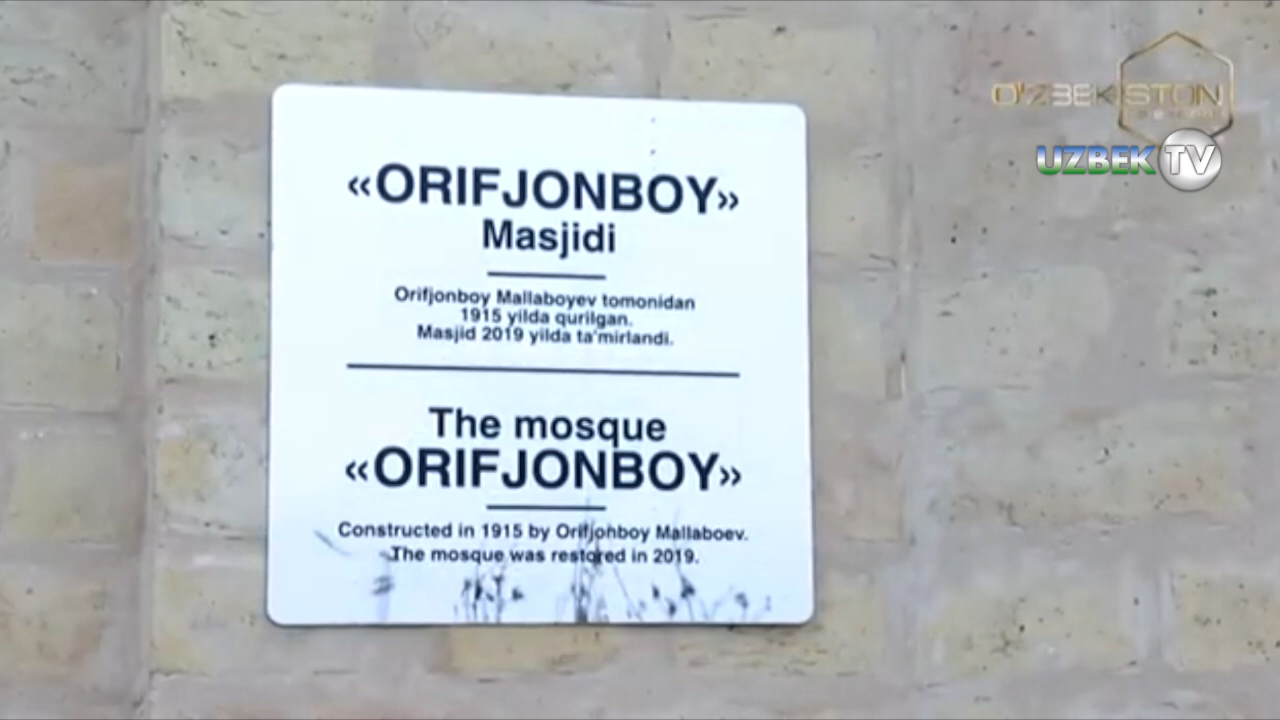 O'ZBEKISTON
UZBEK TV
«ORIFJONBOY»
Masjidi
Orifjonboy Mallaboyev tomonidan
1915 yilda qurilgan.
Masjid 2019 yilda ta'mirlandi.
The mosque
«ORIFJONBOY»
Constructed in 1915 by Orifjonboy Mallaboev.
The mosque was restored in 2019.